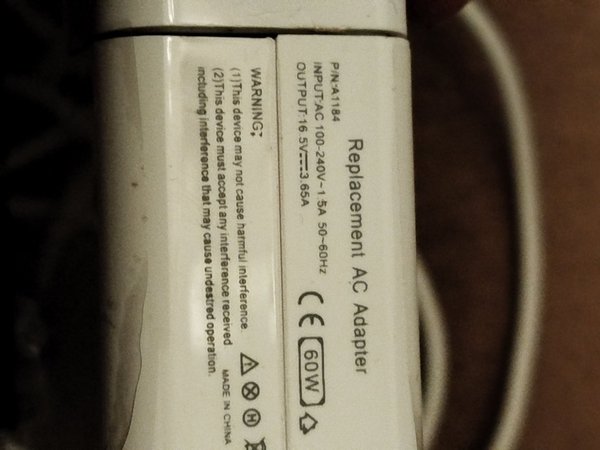 Replacement AC Adapter
P/N:A1184
INPUT:AC 100-240V~1.5A 50~60Hz
OUTPUT:16.5V⎓3.65A
CE 60W
WARNING:
(1)This device may not cause harmful interference.
(2)This device must accept any interference received
including interference that may cause undestred operation.
MADE IN CHINA